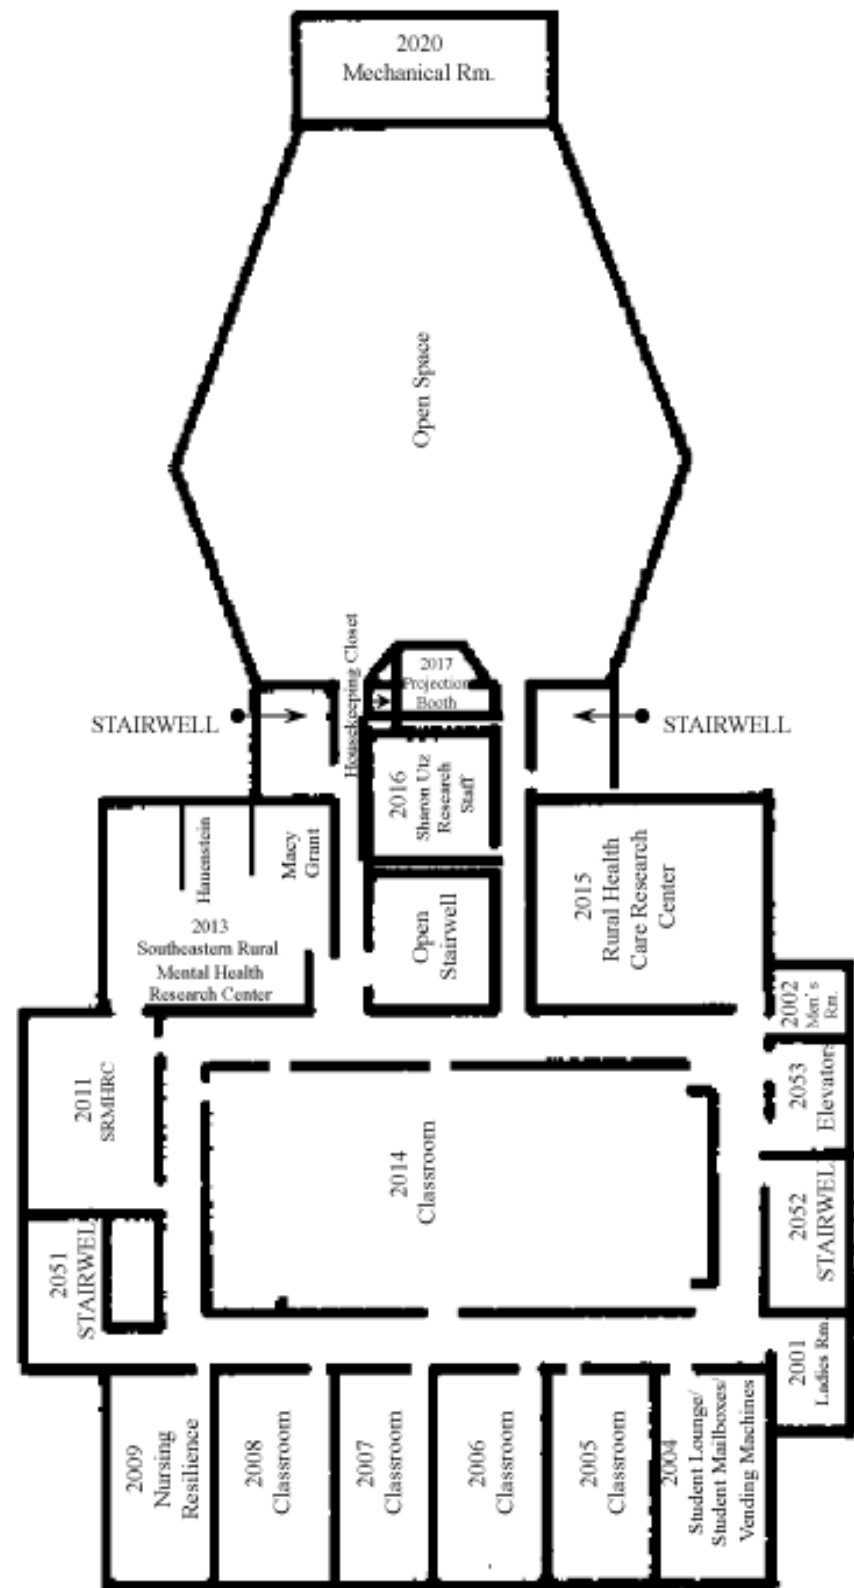 2020
Mechanical Rm.
Open Space
Housekeeping Closet
2017
Projection
Booth
STAIRWELL
STAIRWELL
2016
Sharon Utz
Research
Staff
Hauenstein
Macy
Grant
2013
Southeastern Rural
Mental Health
Research Center
Open
Stairwell
2015
Rural Health
Care Research
Center
2002
Men's
Rm.
2011
SRMHRC
2053
Elevators
2014
Classroom
2051
STAIRWEL
2052
STAIRWEL
2001
Ladies Rm.
2009
Nursing
Resilience
2008
Classroom
2007
Classroom
2006
Classroom
2005
Classroom
2004
Student Lounge/
Student Mailboxes/
Vending Machines